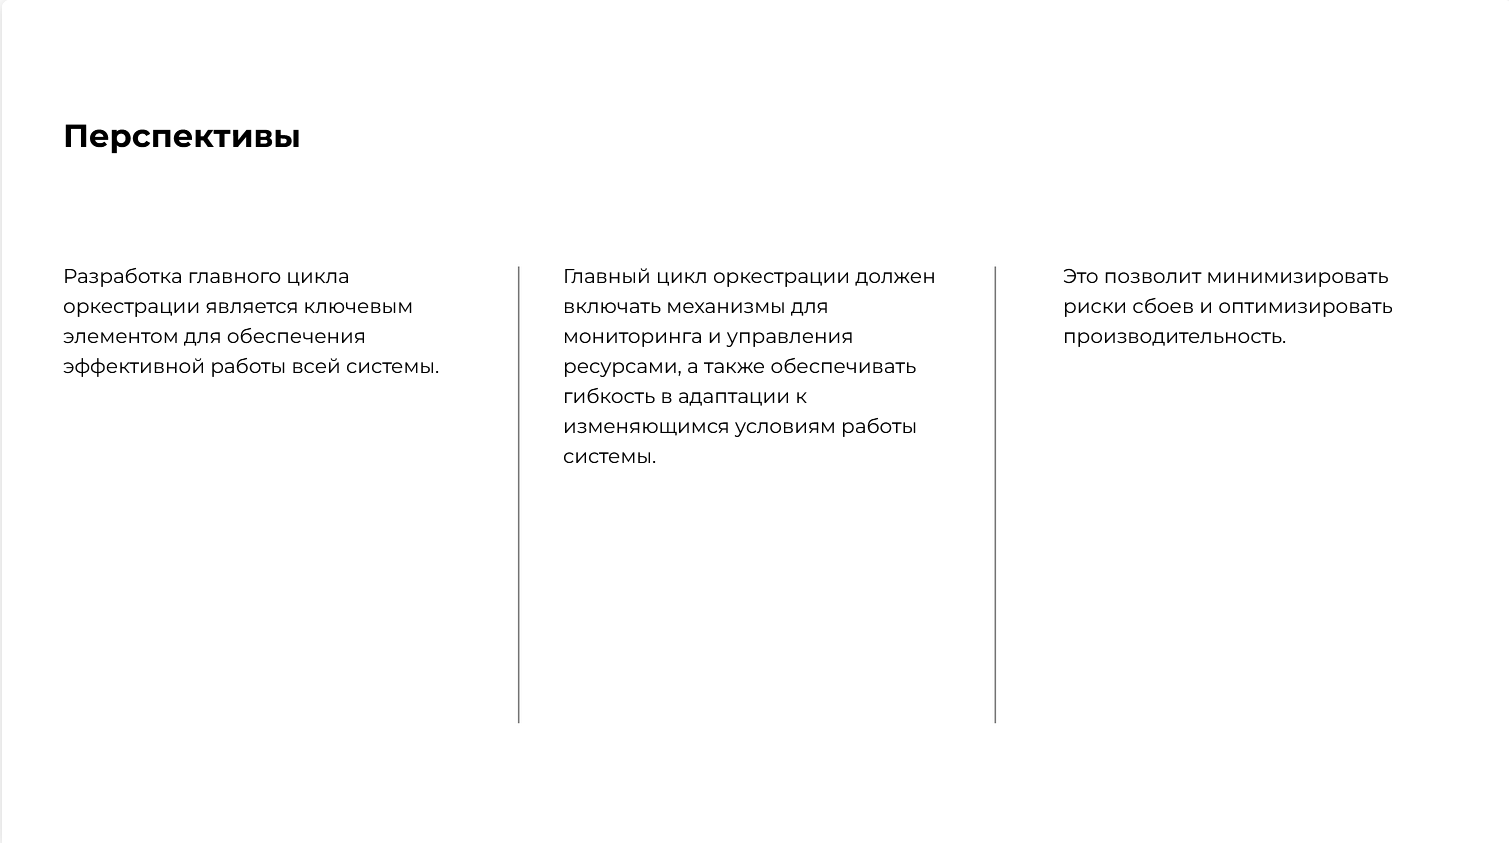 Перспективы
Разработка главного цикла
оркестрации является ключевым
элементом для обеспечения
эффективной работы всей системы.
Главный цикл оркестрации должен
включать механизмы для
мониторинга и управления
ресурсами, а также обеспечивать
гибкость в адаптации к
изменяющимся условиям работы
системы.
Это позволит минимизировать
риски сбоев и оптимизировать
производительность.